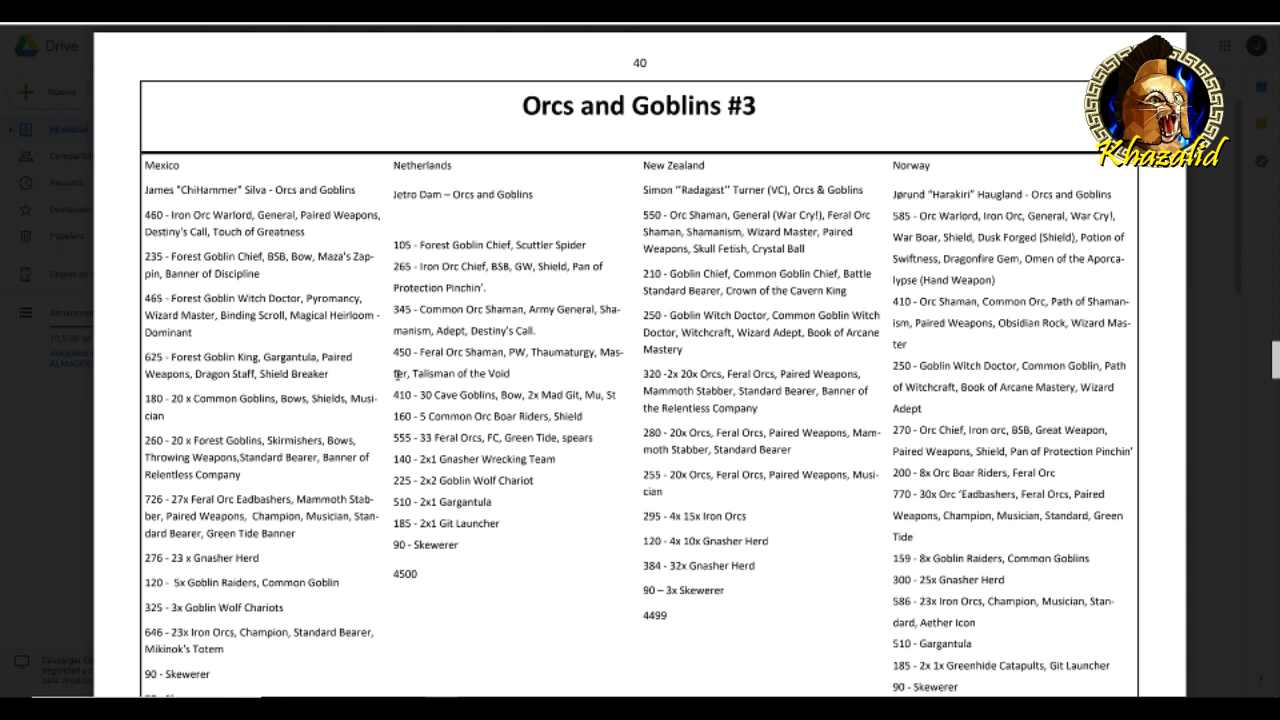 Drive
Nuevo
Mi unidad
Papelera
40
Orcs and Goblins #3
Khazalid
Mexico
James "ChiHammer" Silva - Orcs and Goblins
460 - Iron Orc Warlord, General, Paired Weapons,
Destiny's Call, Touch of Greatness
235 - Forest Goblin Chief, BSB, Bow, Maza's Zap-
pin, Banner of Discipline
465 - Forest Goblin Witch Doctor, Pyromancy,
Wizard Master, Binding Scroll, Magical Heirloom -
Dominant
625 - Forest Goblin King, Gargantula, Paired
Weapons, Dragon Staff, Shield Breaker
180 - 20 x Common Goblins, Bows, Shields, Musi-
cian
260 - 20 x Forest Goblins, Skirmishers, Bows,
Throwing Weapons,Standard Bearer, Banner of
Relentless Company
726 - 27x Feral Orc Eadbashers, Mammoth Stab-
ber, Paired Weapons, Champion, Musician, Stan-
dard Bearer, Green Tide Banner
276 - 23 x Gnasher Herd
120 - 5x Goblin Raiders, Common Goblin
325 - 3x Goblin Wolf Chariots
646 - 23x Iron Orcs, Champion, Standard Bearer,
Mikinok's Totem
90 - Skewerer
Netherlands
Jetro Dam – Orcs and Goblins
105 - Forest Goblin Chief, Scuttler Spider
265 - Iron Orc Chief, BSB, GW, Shield, Pan of
Protection Pinchin'.
345 - Common Orc Shaman, Army General, Sha-
manism, Adept, Destiny's Call.
450 - Feral Orc Shaman, PW, Thaumaturgy, Mas-
ter, Talisman of the Void
410 - 30 Cave Goblins, Bow, 2x Mad Git, Mu, St
160 - 5 Common Orc Boar Riders, Shield
555 - 33 Feral Orcs, FC, Green Tide, spears
140 - 2x1 Gnasher Wrecking Team
225 - 2x2 Goblin Wolf Chariot
510 - 2x1 Gargantula
185 - 2x1 Git Launcher
90 - Skewerer
4500
New Zealand
Simon "Radagast" Turner (VC), Orcs & Goblins
550 - Orc Shaman, General (War Cry!), Feral Orc
Shaman, Shamanism, Wizard Master, Paired
Weapons, Skull Fetish, Crystal Ball
210 - Goblin Chief, Common Goblin Chief, Battle
Standard Bearer, Crown of the Cavern King
250 - Goblin Witch Doctor, Common Goblin Witch
Doctor, Witchcraft, Wizard Adept, Book of Arcane
Mastery
320 -2x 20x Orcs, Feral Orcs, Paired Weapons,
Mammoth Stabber, Standard Bearer, Banner of
the Relentless Company
280 - 20x Orcs, Feral Orcs, Paired Weapons, Mam-
moth Stabber, Standard Bearer
255 - 20x Orcs, Feral Orcs, Paired Weapons, Musi-
cian
295 - 4x 15x Iron Orcs
120 - 4x 10x Gnasher Herd
384 - 32x Gnasher Herd
90 – 3x Skewerer
4499
Norway
Jørund "Harakiri" Haugland - Orcs and Goblins
585 - Orc Warlord, Iron Orc, General, War Cry!,
War Boar, Shield, Dusk Forged (Shield), Potion of
Swiftness, Dragonfire Gem, Omen of the Aporca-
lypse (Hand Weapon)
410 - Orc Shaman, Common Orc, Path of Shaman-
ism, Paired Weapons, Obsidian Rock, Wizard Mas-
ter
250 - Goblin Witch Doctor, Common Goblin, Path
of Witchcraft, Book of Arcane Mastery, Wizard
Adept
270 - Orc Chief, Iron orc, BSB, Great Weapon,
Paired Weapons, Shield, Pan of Protection Pinchin'
200 - 8x Orc Boar Riders, Feral Orc
770 - 30x Orc 'Eadbashers, Feral Orcs, Paired
Weapons, Champion, Musician, Standard, Green
Tide
159 - 8x Goblin Raiders, Common Goblins
300 - 25x Gnasher Herd
586 - 23x Iron Orcs, Champion, Musician, Stan-
dard, Aether Icon
510 - Gargantula
185 - 2x 1x Greenhide Catapults, Git Launcher
90 - Skewerer